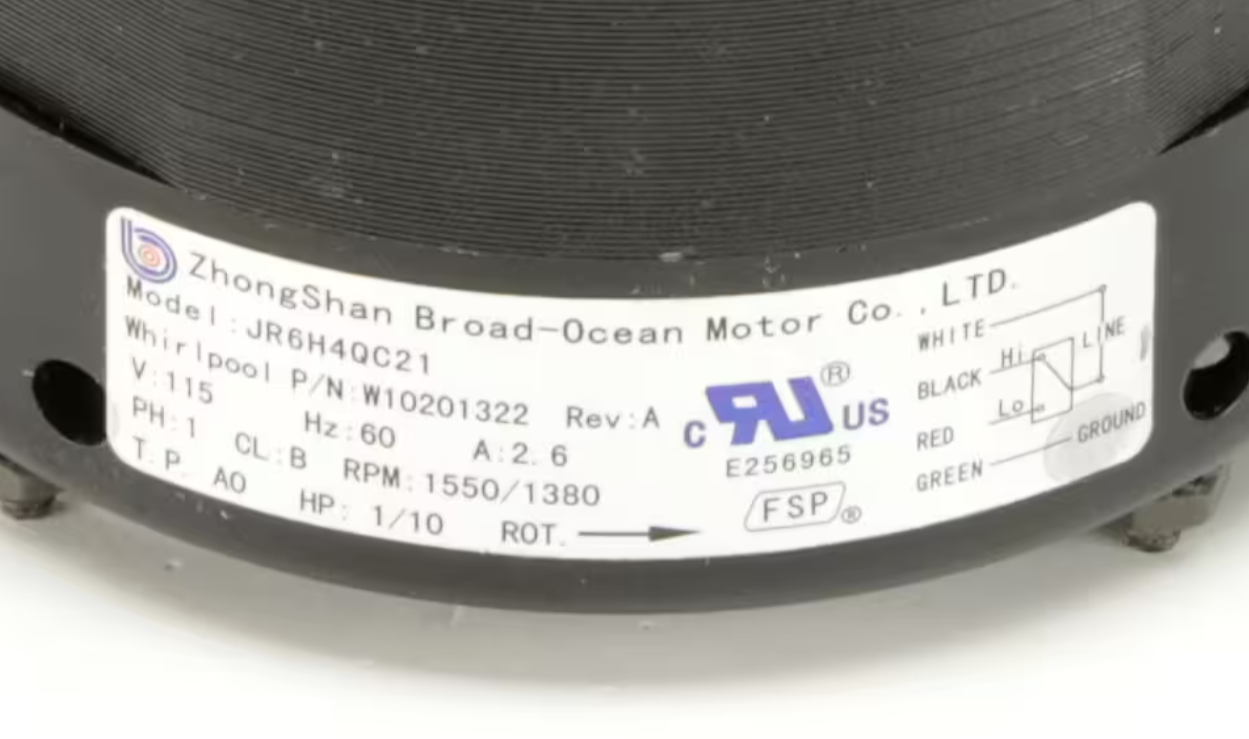 ZhongShan Broad-Ocean Motor Co., LTD.
Model:JR6H4QC21
Whirlpool P/N:W10201322 Rev:A
V:115 Hz:60 A:2.6
PH:1 CL:B RPM:1550/1380
T.P. AO HP: 1/10 ROT.
C RU ® US
E256965
FSP ®
WHITE LINE
BLACK Hi
RED Lo
GREEN GROUND